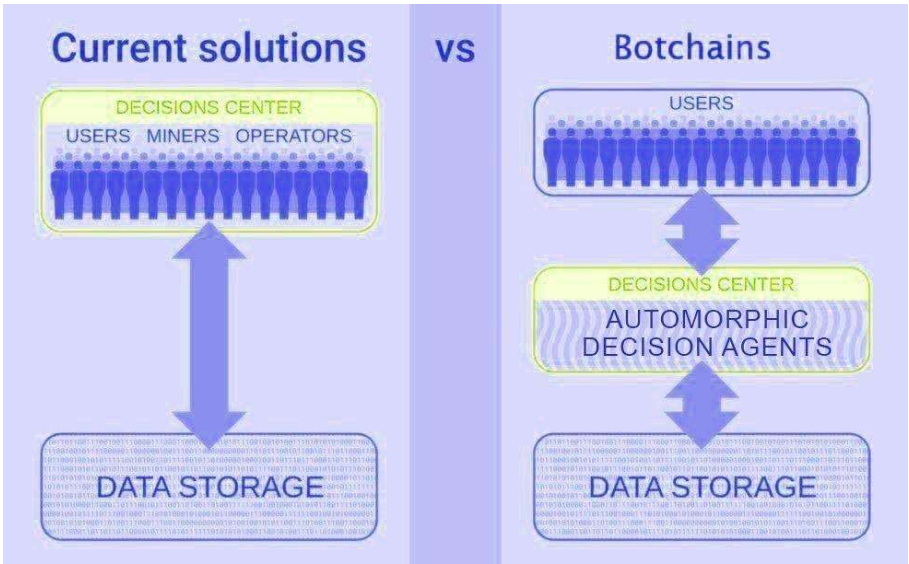 Current solutions
vs
Botchains
DECISIONS CENTER
USERS MINERS OPERATORS
DATA STORAGE
USERS
DECISIONS CENTER
AUTOMORPHIC
DECISION AGENTS
DATA STORAGE